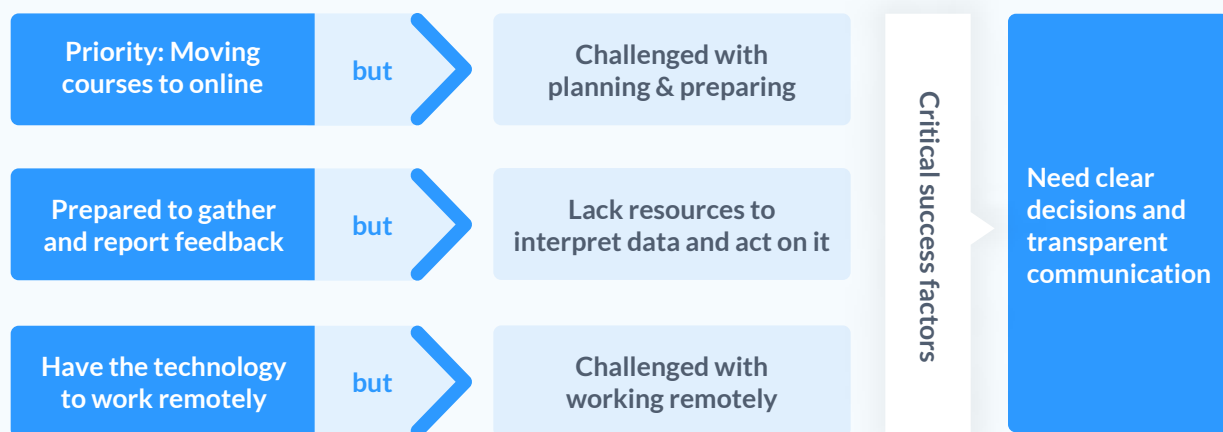 Priority: Moving
courses to online
but
Challenged with
planning & preparing
Prepared to gather
and report feedback
but
Lack resources to
interpret data and act on it
Have the technology
to work remotely
but
Challenged with
working remotely
Critical success factors
Need clear
decisions and
transparent
communication